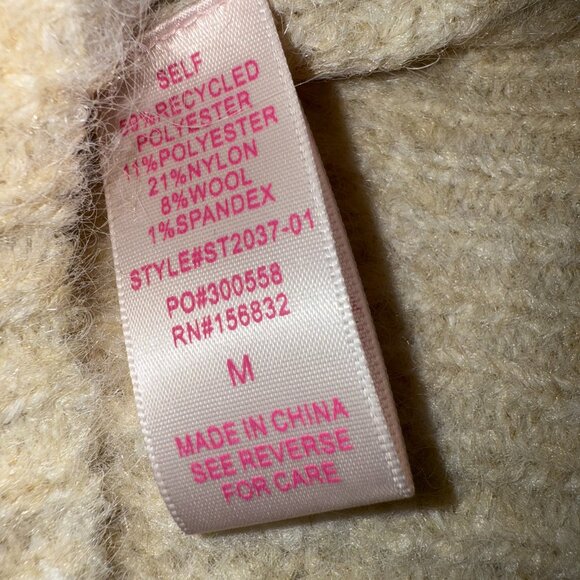 SELF
59%RECYCLED
POLYESTER
11%POLYESTER
21%NYLON
8%WOOL
1%SPANDEX
STYLE#ST2037-01
PO#300558
RN#156832
M
MADE IN CHINA
SEE REVERSE
FOR CARE